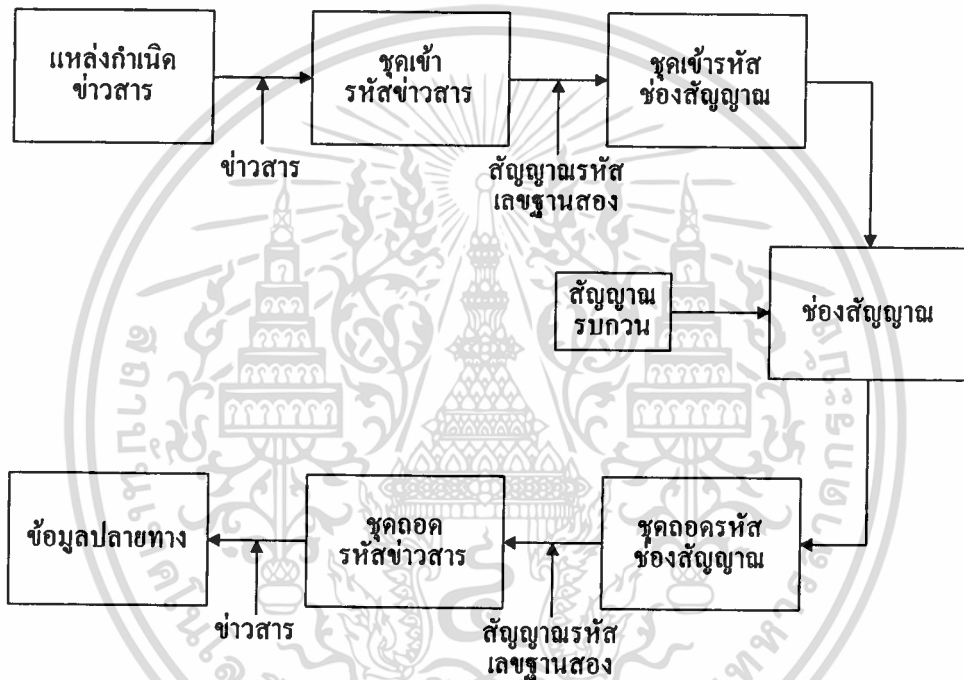 แหล่งกำเนิด
ข่าวสาร
ชุดเข้า
รหัสข่าวสาร
ชุดเข้ารหัส
ช่องสัญญาณ
ข่าวสาร
สัญญาณรหัส
เลขฐานสอง
สัญญาณ
รบกวน
ช่องสัญญาณ
ข้อมูลปลายทาง
ชุดถอด
รหัสข่าวสาร
ชุดถอดรหัส
ช่องสัญญาณ
ข่าวสาร
สัญญาณรหัส
เลขฐานสอง